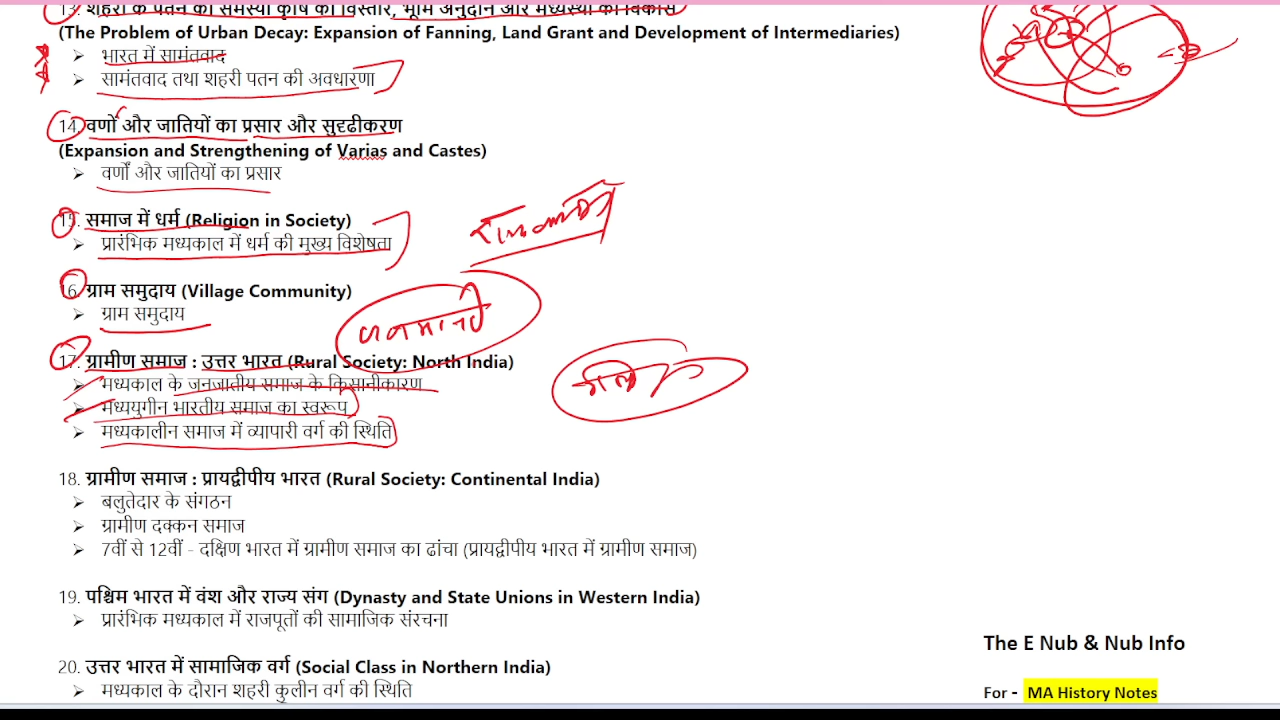 13. शहरों के पतन की समस्या कृषि का विस्तार, भूमि अनुदान और मध्यस्थों का विकास
(The Problem of Urban Decay: Expansion of Fanning, Land Grant and Development of Intermediaries)
➢ भारत में सामंतवाद
➢ सामंतवाद तथा शहरी पतन की अवधारणा
14. वर्णों और जातियों का प्रसार और सुदृढीकरण
(Expansion and Strengthening of Varias and Castes)
➢ वर्णों और जातियों का प्रसार
15. समाज में धर्म (Religion in Society)
➢ प्रारंभिक मध्यकाल में धर्म की मुख्य विशेषता
16. ग्राम समुदाय (Village Community)
➢ ग्राम समुदाय
17. ग्रामीण समाज : उत्तर भारत (Rural Society: North India)
➢ मध्यकाल के जनजातीय समाज के किसानीकारण
➢ मध्ययुगीन भारतीय समाज का स्वरूप
➢ मध्यकालीन समाज में व्यापारी वर्ग की स्थिति
18. ग्रामीण समाज : प्रायद्वीपीय भारत (Rural Society: Continental India)
➢ बलुतेदार के संगठन
➢ ग्रामीण दक्कन समाज
➢ 7वीं से 12वीं - दक्षिण भारत में ग्रामीण समाज का ढांचा (प्रायद्वीपीय भारत में ग्रामीण समाज)
19. पश्चिम भारत में वंश और राज्य संग (Dynasty and State Unions in Western India)
➢ प्रारंभिक मध्यकाल में राजपूतों की सामाजिक संरचना
20. उत्तर भारत में सामाजिक वर्ग (Social Class in Northern India)
➢ मध्यकाल के दौरान शहरी कुलीन वर्ग की स्थिति
The E Nub & Nub Info
For - MA History Notes